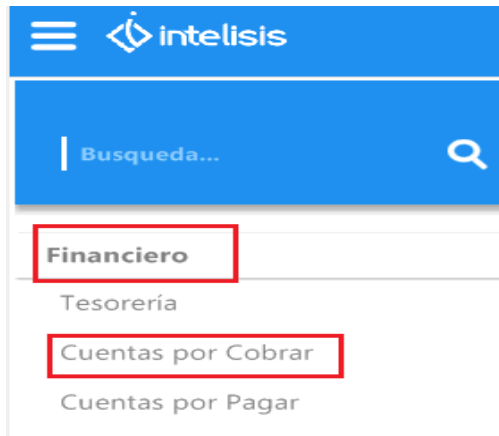 intelisis
Busqueda...
Financiero
Tesorería
Cuentas por Cobrar
Cuentas por Pagar